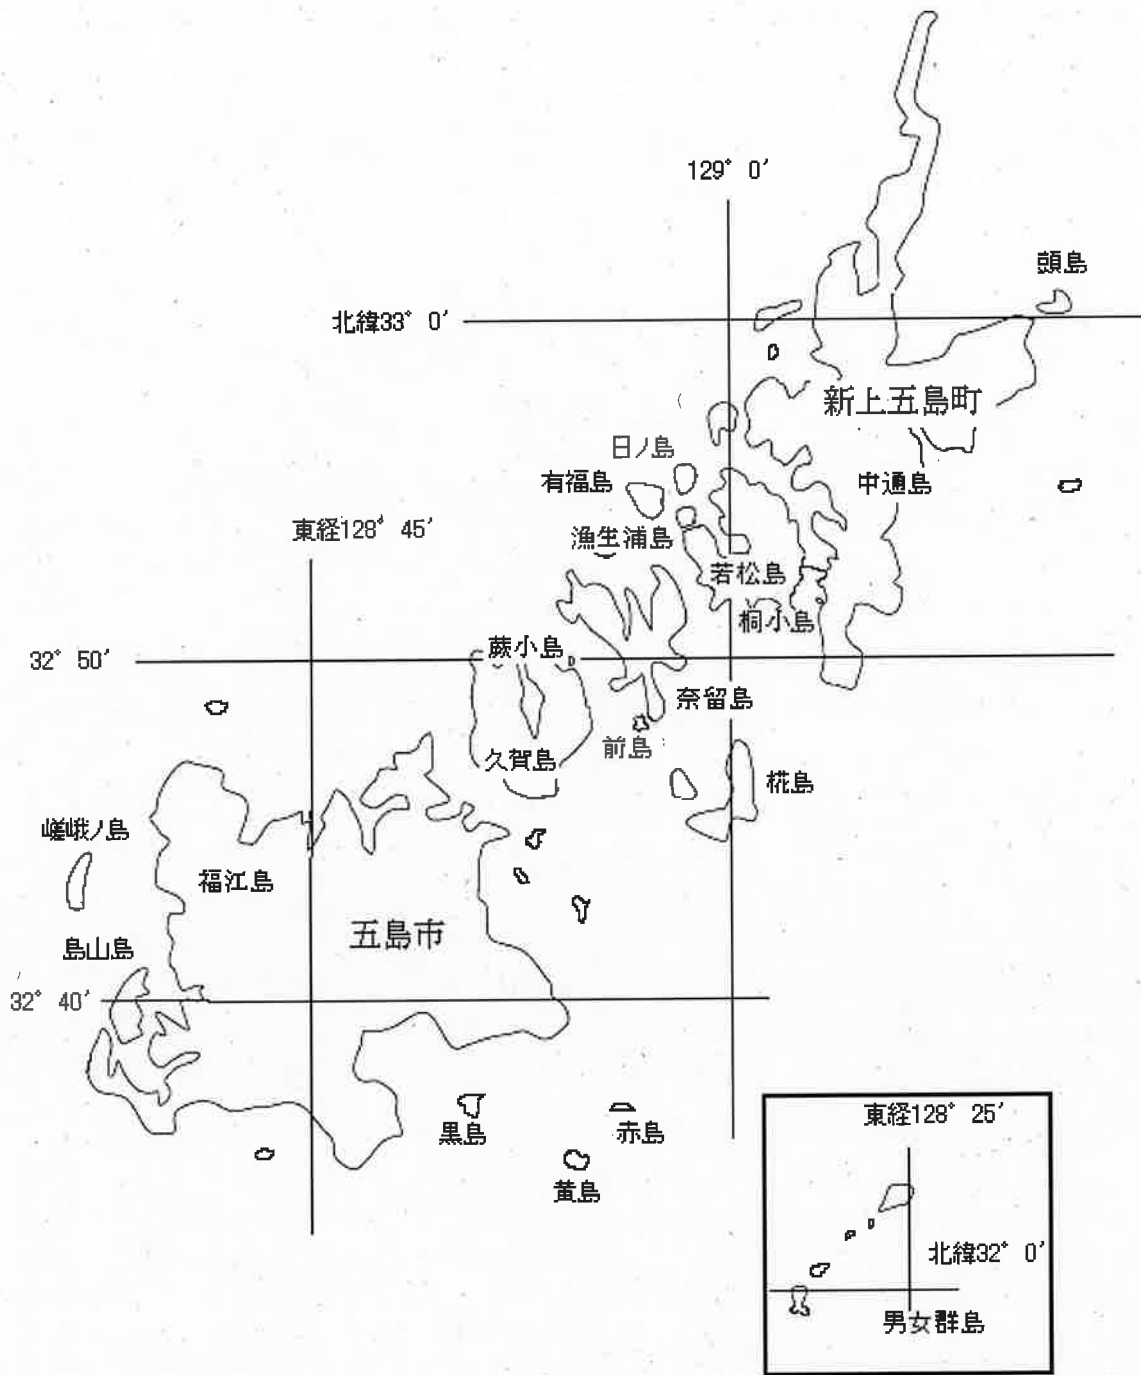 129° 0′
頭島
北緯33° 0′
新上五島町
日ノ島
有福島
中通島
東経128° 45′
漁生浦島
若松島
桐小島
蕨小島
32° 50′
奈留島
前島
久賀島
椛島
嵯峨ノ島
福江島
五島市
島山島
32° 40′
黒島
赤島
黄島
東経128° 25′
北緯32° 0′
男女群島